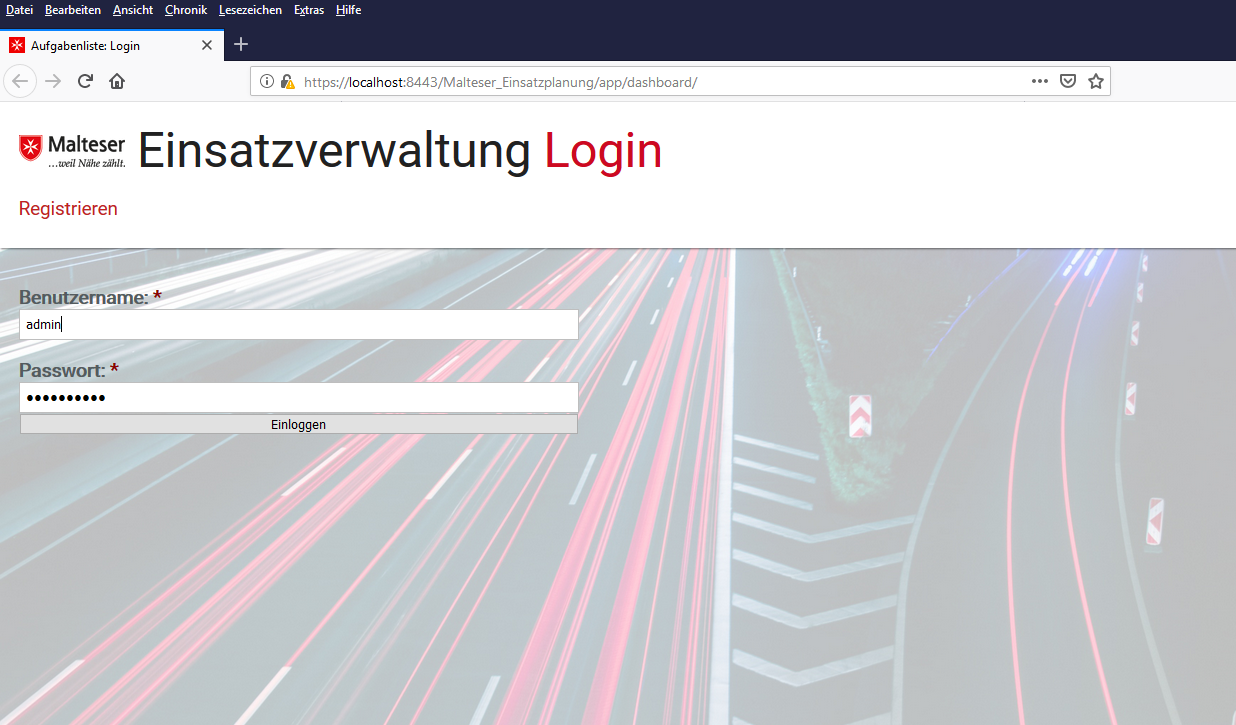 Datei Bearbeiten Ansicht Chronik Lesezeichen Extras Hilfe
Aufgabenliste: Login
https://localhost:8443/Malteser_Einsatzplanung/app/dashboard/
Malteser
...weil Nähe zählt.
Einsatzverwaltung Login
Registrieren
Benutzername: *
admin
Passwort: *
••••••••••
Einloggen